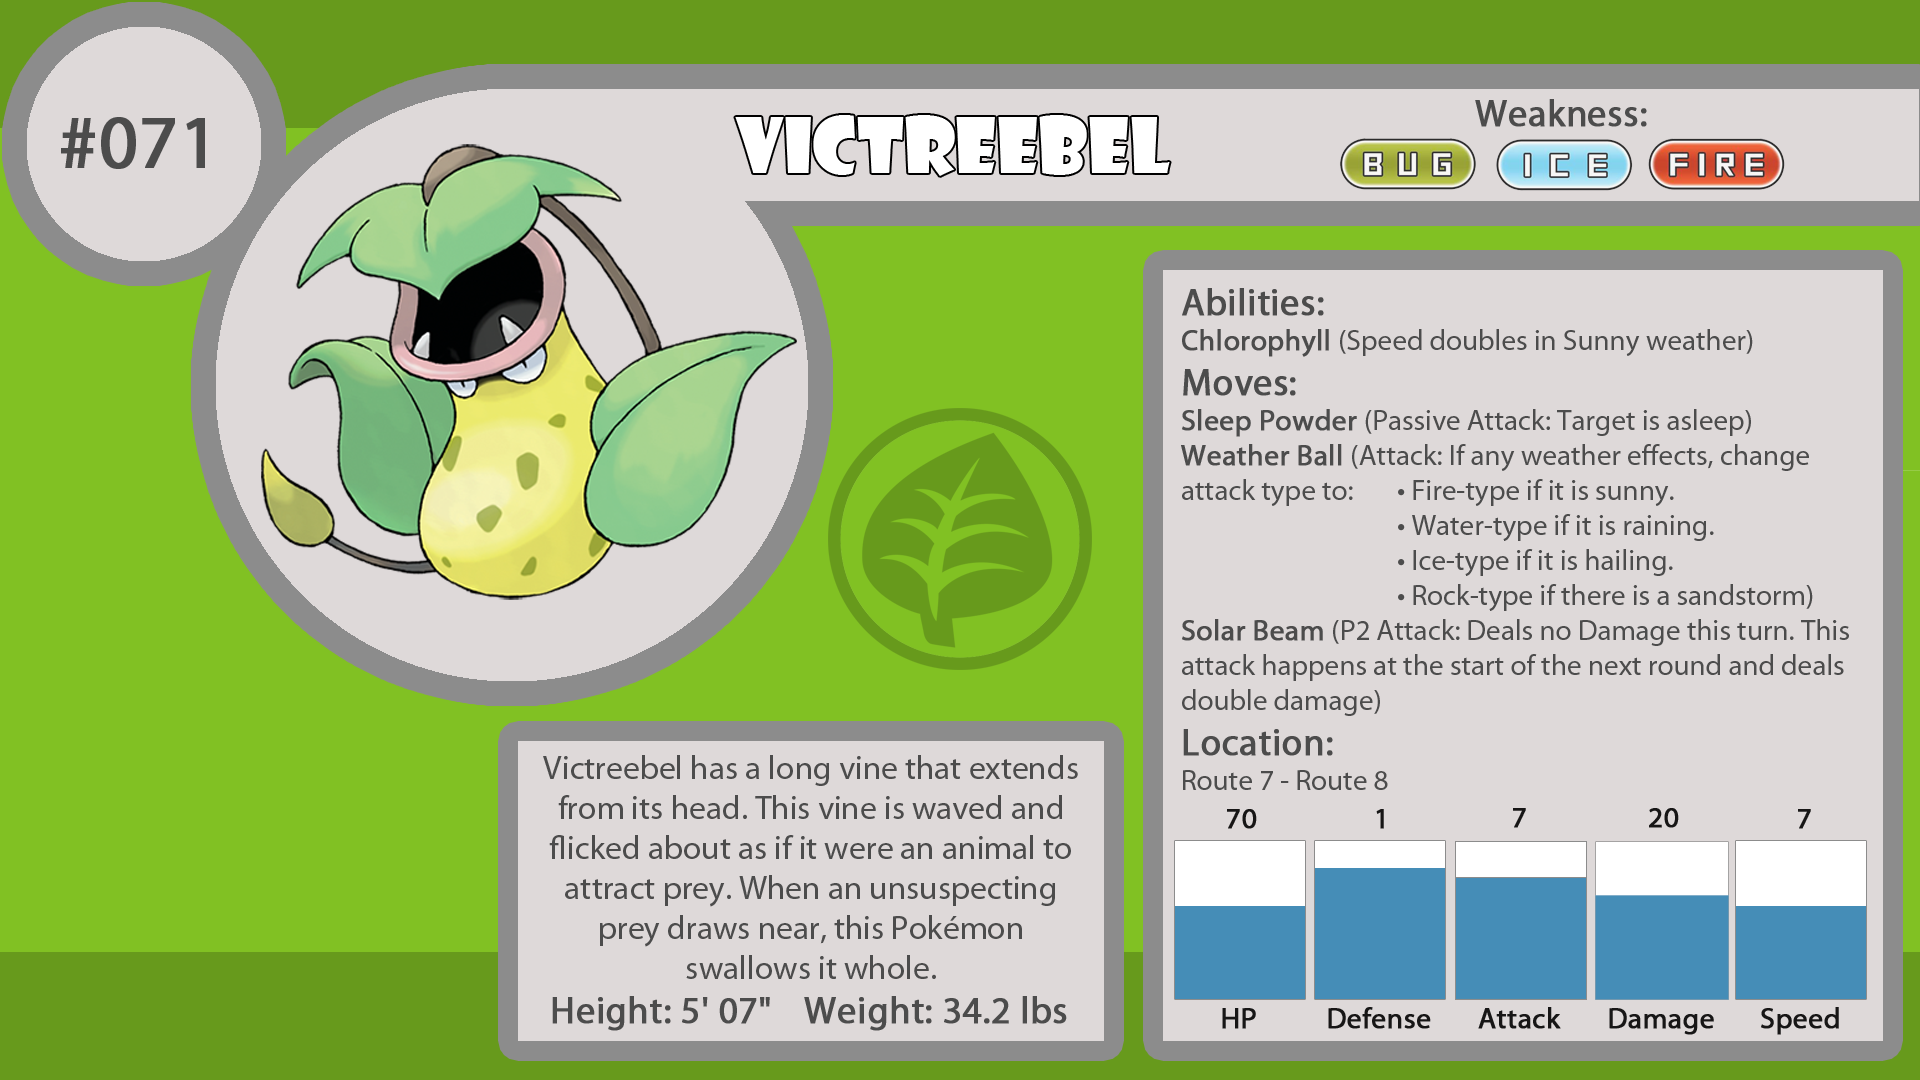 #071
VICTREEBEL
Weakness:
BUG ICE FIRE
Abilities:
Chlorophyll (Speed doubles in Sunny weather)
Moves:
Sleep Powder (Passive Attack: Target is asleep)
Weather Ball (Attack: If any weather effects, change
attack type to: • Fire-type if it is sunny.
• Water-type if it is raining.
• Ice-type if it is hailing.
• Rock-type if there is a sandstorm)
Solar Beam (P2 Attack: Deals no Damage this turn. This
attack happens at the start of the next round and deals
double damage)
Location:
Route 7 - Route 8
70 1 7 20 7
HP Defense Attack Damage Speed
Victreebel has a long vine that extends
from its head. This vine is waved and
flicked about as if it were an animal to
attract prey. When an unsuspecting
prey draws near, this Pokémon
swallows it whole.
Height: 5' 07" Weight: 34.2 lbs